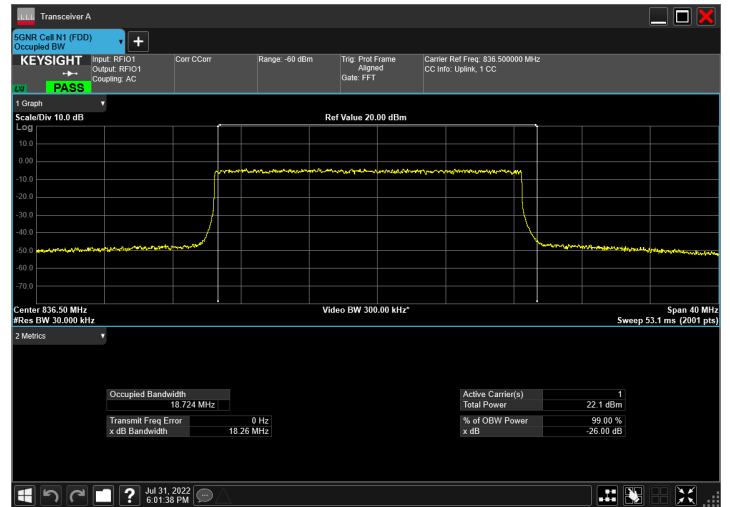 Transceiver A
5GNR Cell N1 (FDD)
Occupied BW
KEYSIGHT
LXI
PASS
Input: RFIO1
Output: RFIO1
Coupling: AC
Corr CCorr
Range: -60 dBm
Trig: Prot Frame
Aligned
Gate: FFT
Carrier Ref Freq: 836.500000 MHz
CC Info: Uplink, 1 CC
1 Graph
Scale/Div 10.0 dB
Ref Value 20.00 dBm
Log
10.0
0.00
-10.0
-20.0
-30.0
-40.0
-50.0
-60.0
-70.0
Center 836.50 MHz
Video BW 300.00 kHz*
Span 40 MHz
#Res BW 30.000 kHz
Sweep 53.1 ms (2001 pts)
2 Metrics
Occupied Bandwidth
18.724 MHz
Transmit Freq Error 0 Hz
x dB Bandwidth 18.26 MHz
Active Carrier(s) 1
Total Power 22.1 dBm
% of OBW Power 99.00 %
x dB -26.00 dB
?
Jul 31, 2022
6:01:38 PM